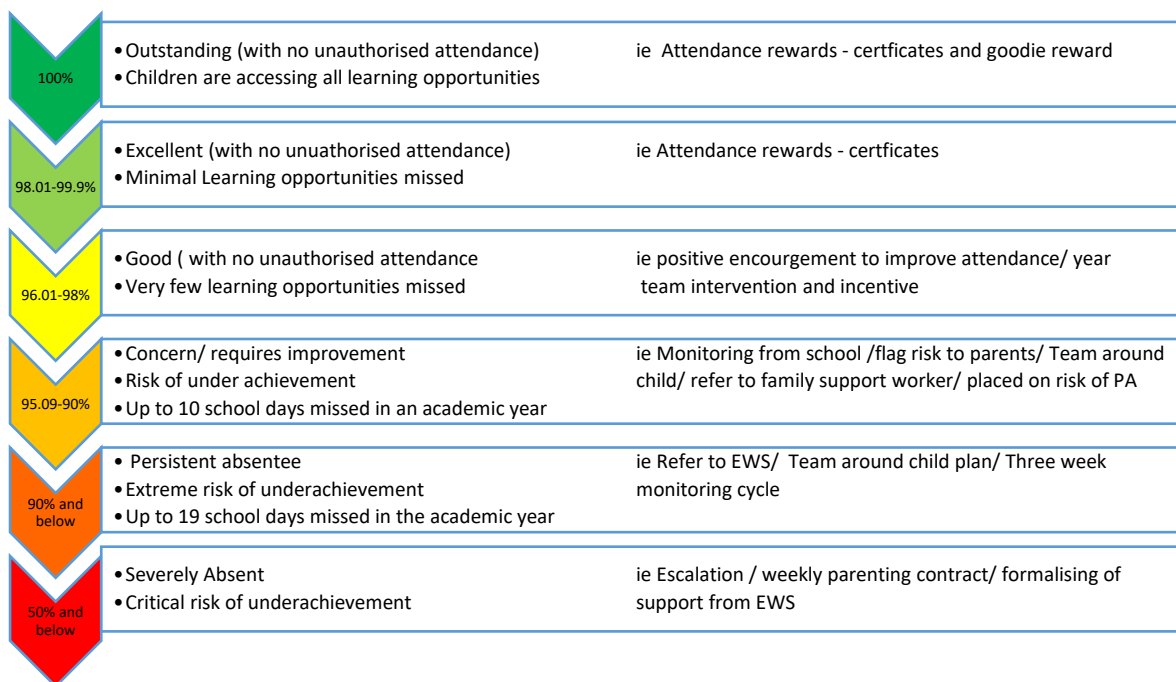 100%
•Outstanding (with no unauthorised attendance) ie Attendance rewards - certficates and goodie reward
•Children are accessing all learning opportunities
98.01-99.9%
•Excellent (with no unuathorised attendance) ie Attendance rewards - certficates
•Minimal Learning opportunities missed
96.01-98%
•Good ( with no unauthorised attendance ie positive encourgement to improve attendance/ year
•Very few learning opportunities missed team intervention and incentive
95.09-90%
•Concern/ requires improvement ie Monitoring from school /flag risk to parents/ Team around
•Risk of under achievement child/ refer to family support worker/ placed on risk of PA
•Up to 10 school days missed in an academic year
90% and
below
• Persistent absentee ie Refer to EWS/ Team around child plan/ Three week
•Extreme risk of underachievement monitoring cycle
•Up to 19 school days missed in the academic year
50% and
below
•Severely Absent ie Escalation / weekly parenting contract/ formalising of
•Critical risk of underachievement support from EWS